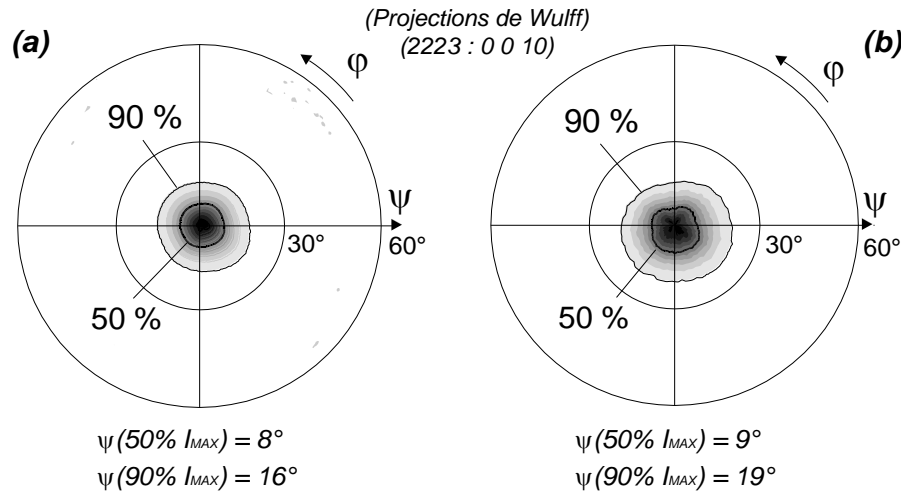 (Projections de Wulff)
(2223 : 0 0 10)
(a)
φ
90 %
ψ
30°
60°
50 %
ψ(50% IMAX) = 8°
ψ(90% IMAX) = 16°
(b)
φ
90 %
ψ
30°
60°
50 %
ψ(50% IMAX) = 9°
ψ(90% IMAX) = 19°